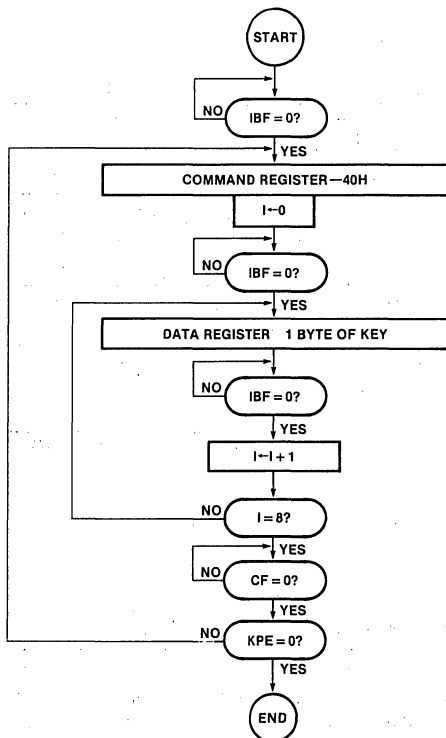 START
NO
IBF = 0?
YES
COMMAND REGISTER—40H
I←0
NO
IBF = 0?
YES
DATA REGISTER 1 BYTE OF KEY
NO
IBF = 0?
YES
I←I + 1
NO
I = 8?
YES
NO
CF = 0?
YES
NO
KPE = 0?
YES
END